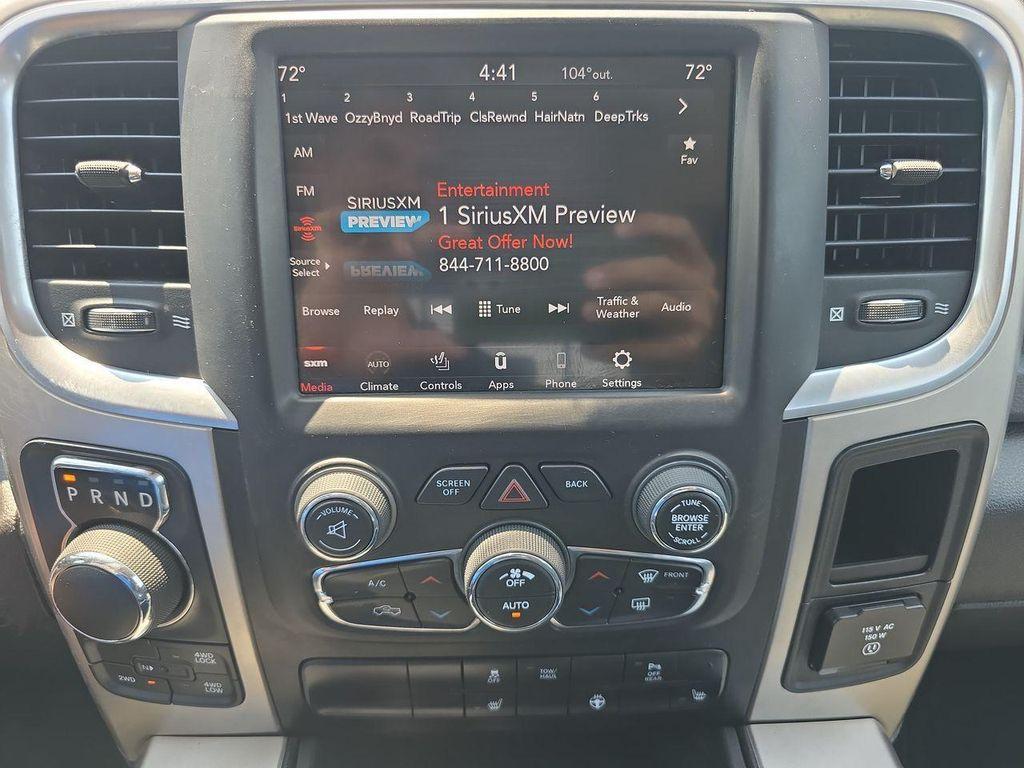 72° 4:41 104°out. 72°
1 2 3 4 5 6
1st Wave OzzyBnyd RoadTrip ClsRewnd HairNatn DeepTrks
AM
Fav
FM
Entertainment
SIRIUSXM
PREVIEW
1 SiriusXM Preview
SiriusXM
Great Offer Now!
Source
Select
844-711-8800
Browse Replay Tune Traffic &
Weather
Audio
sxm AUTO
Media Climate Controls Apps Phone Settings
P R N D
SCREEN
OFF
BACK
VOLUME
TUNE
BROWSE
ENTER
SCROLL
A/C
OFF
AUTO
FRONT
115 V AC
150 W
4WD
LOCK
N
2WD
4WD
LOW
OFF
TOW/
HAUL
OFF
REAR